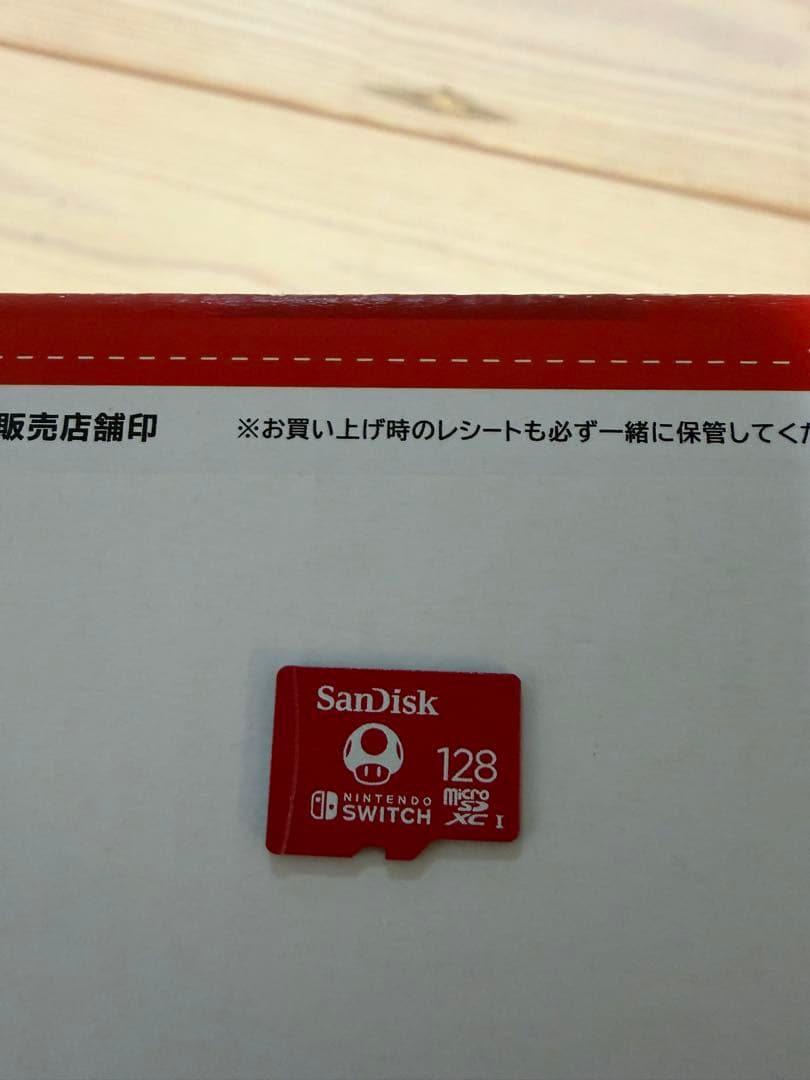 販売店舗印 ※お買い上げ時のレシートも必ず一緒に保管してくだ
SanDisk
128
NINTENDO
SWITCH
micro
SD
XC I